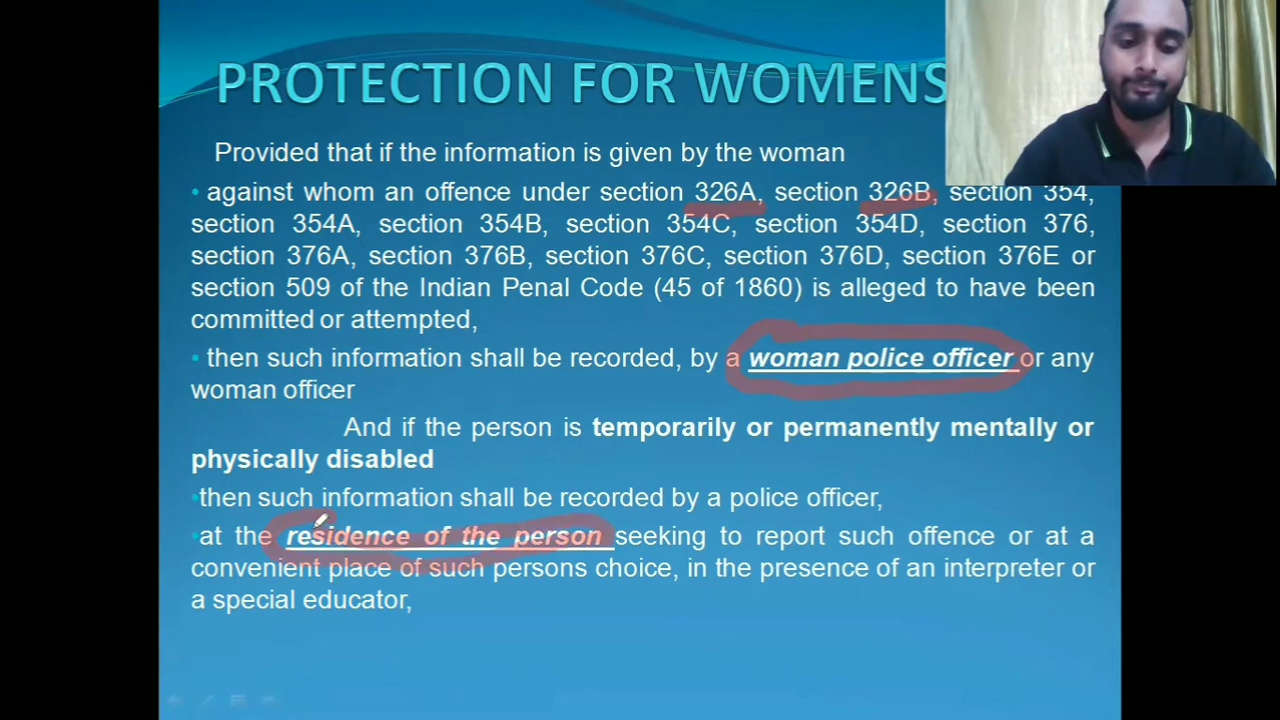 PROTECTION FOR WOMENS
Provided that if the information is given by the woman
• against whom an offence under section 326A, section 326B, section 354,
section 354A, section 354B, section 354C, section 354D, section 376,
section 376A, section 376B, section 376C, section 376D, section 376E or
section 509 of the Indian Penal Code (45 of 1860) is alleged to have been
committed or attempted,
• then such information shall be recorded, by a woman police officer or any
woman officer
And if the person is temporarily or permanently mentally or
physically disabled
•then such information shall be recorded by a police officer,
•at the residence of the person seeking to report such offence or at a
convenient place of such persons choice, in the presence of an interpreter or
a special educator,